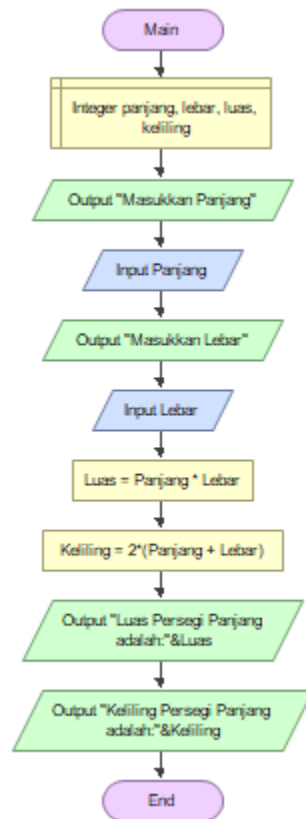 Main
Integer panjang, lebar, luas,
keliling
Output "Masukkan Panjang"
Input Panjang
Output "Masukkan Lebar"
Input Lebar
Luas = Panjang * Lebar
Keliling = 2*(Panjang + Lebar)
Output "Luas Persegi Panjang
adalah:"&Luas
Output "Keliling Persegi Panjang
adalah:"&Keliling
End